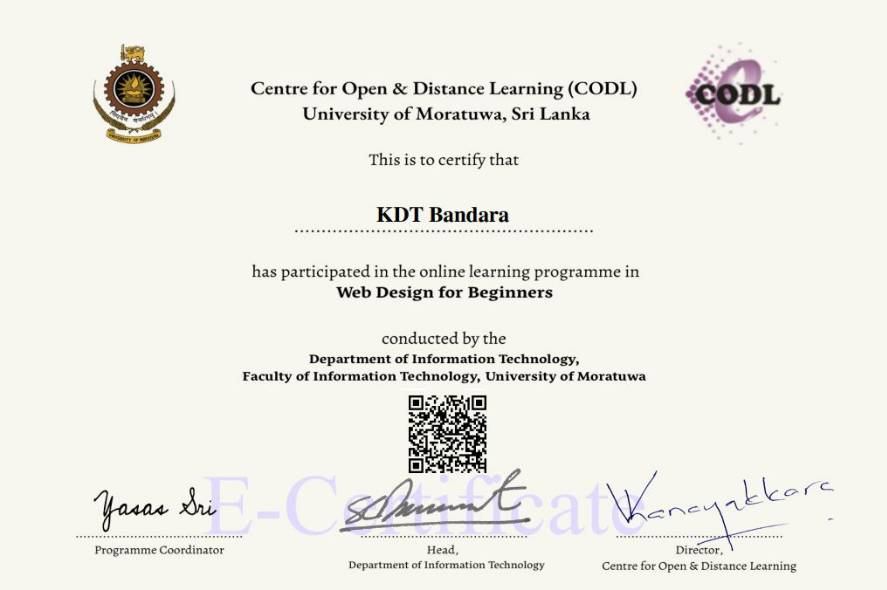 Centre for Open & Distance Learning (CODL)
University of Moratuwa, Sri Lanka
CODL
UNIVERSITY OF MORATUWA
This is to certify that
KDT Bandara
has participated in the online learning programme in
Web Design for Beginners
conducted by the
Department of Information Technology,
Faculty of Information Technology, University of Moratuwa
E-Certificate
Yasas Sri
Programme Coordinator
Head,
Department of Information Technology
Director,
Centre for Open & Distance Learning